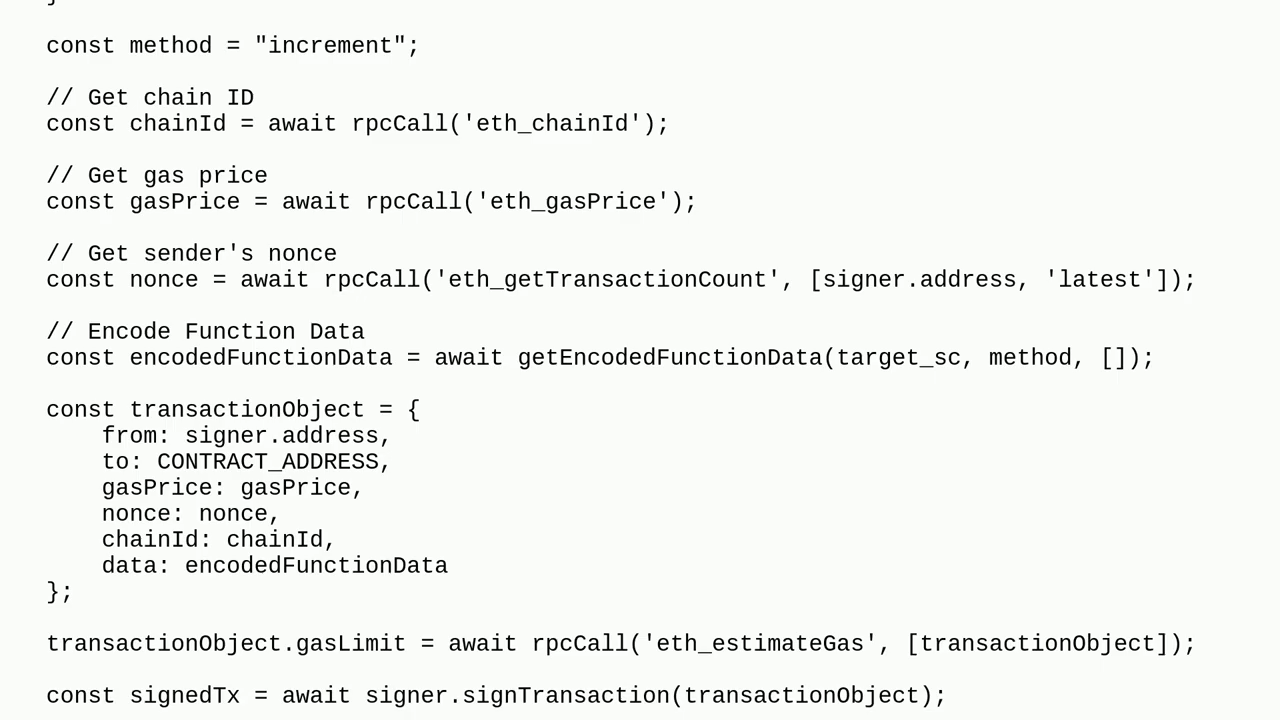 }
const method = "increment";
// Get chain ID
const chainId = await rpcCall('eth_chainId');
// Get gas price
const gasPrice = await rpcCall('eth_gasPrice');
// Get sender's nonce
const nonce = await rpcCall('eth_getTransactionCount', [signer.address, 'latest']);
// Encode Function Data
const encodedFunctionData = await getEncodedFunctionData(target_sc, method, []);
const transactionObject = {
    from: signer.address,
    to: CONTRACT_ADDRESS,
    gasPrice: gasPrice,
    nonce: nonce,
    chainId: chainId,
    data: encodedFunctionData
};
transactionObject.gasLimit = await rpcCall('eth_estimateGas', [transactionObject]);
const signedTx = await signer.signTransaction(transactionObject);